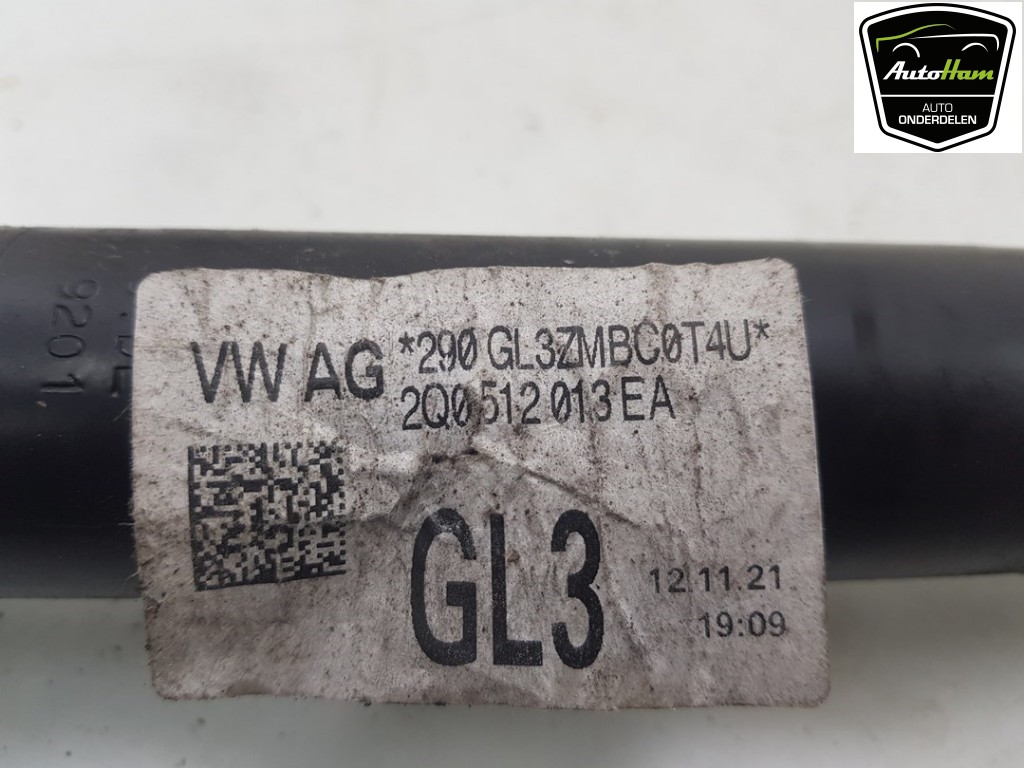 AutoHam
AUTO
ONDERDELEN
9201
VW AG
*290 GL3ZMBC0T4U*
2Q0 512 013 EA
GL3
12.11.21
19:09